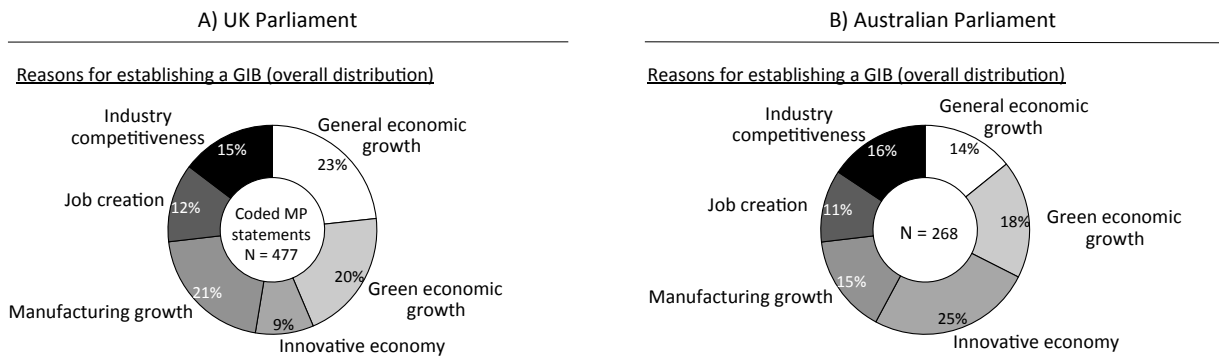 A) UK Parliament
Reasons for establishing a GIB (overall distribution)
Industry
competitiveness
General economic
growth
15%
23%
Job creation
12%
Coded MP
statements
N = 477
20%
Green economic
growth
Manufacturing growth
21%
9%
Innovative economy
B) Australian Parliament
Reasons for establishing a GIB (overall distribution)
Industry
competitiveness
General economic
growth
16%
14%
Job creation
11%
N = 268
18%
Green economic
growth
Manufacturing growth
15%
25%
Innovative economy